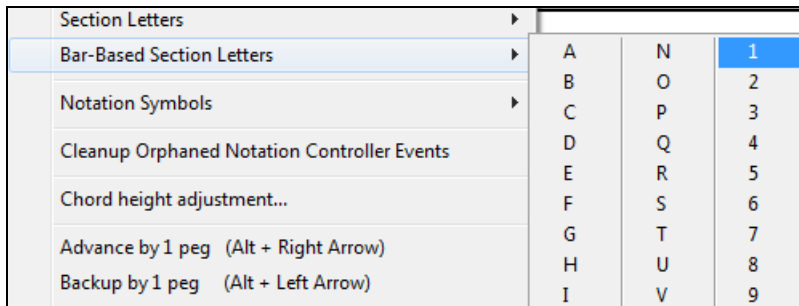 Section Letters
Bar-Based Section Letters
Notation Symbols
Cleanup Orphaned Notation Controller Events
Chord height adjustment...
Advance by 1 peg (Alt + Right Arrow)
Backup by 1 peg (Alt + Left Arrow)
A N 1
B O 2
C P 3
D Q 4
E R 5
F S 6
G T 7
H U 8
I V 9